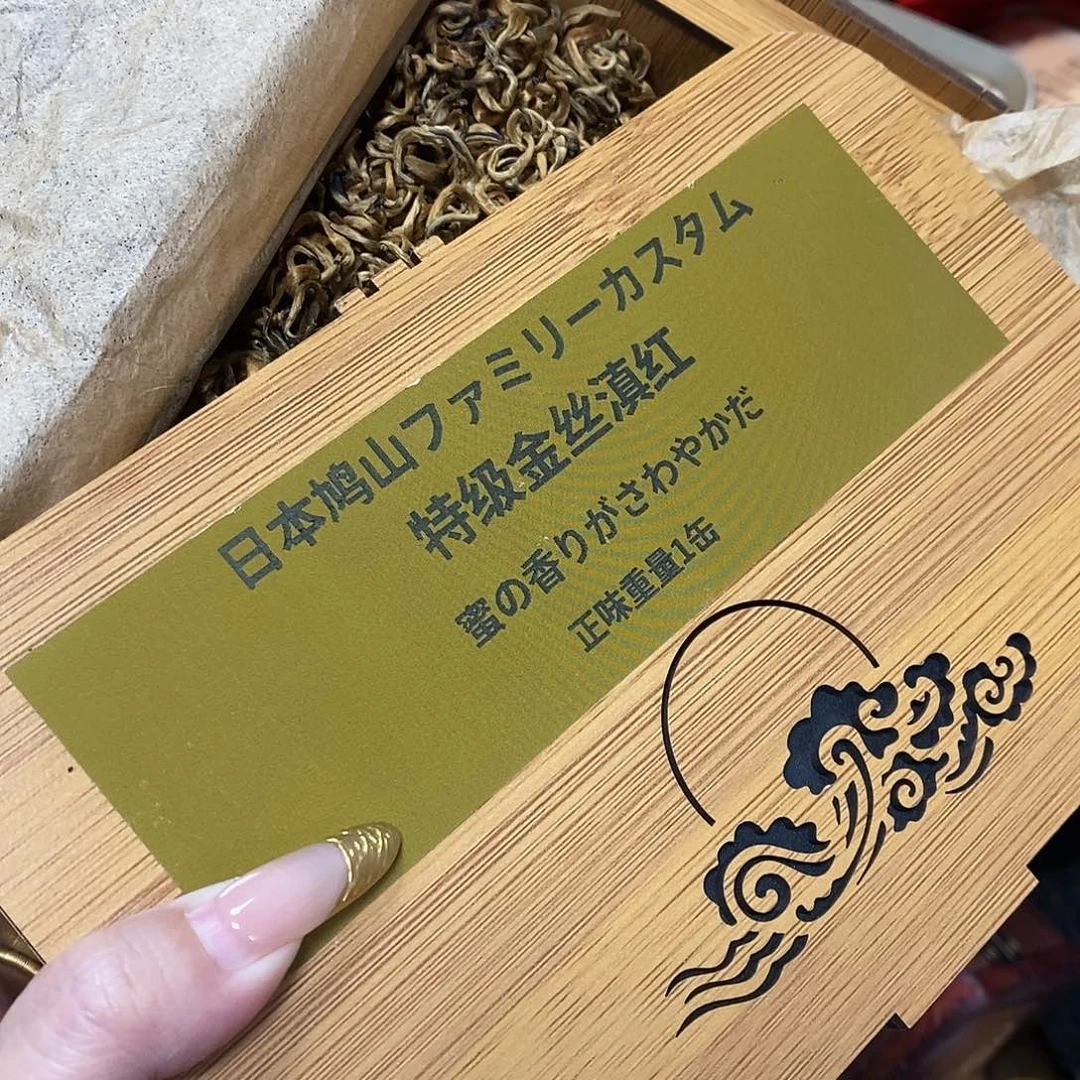 日本鳩山ファミリーカスタム
特级金丝滇红
蜜の香りがさわやかだ
正味重量1缶